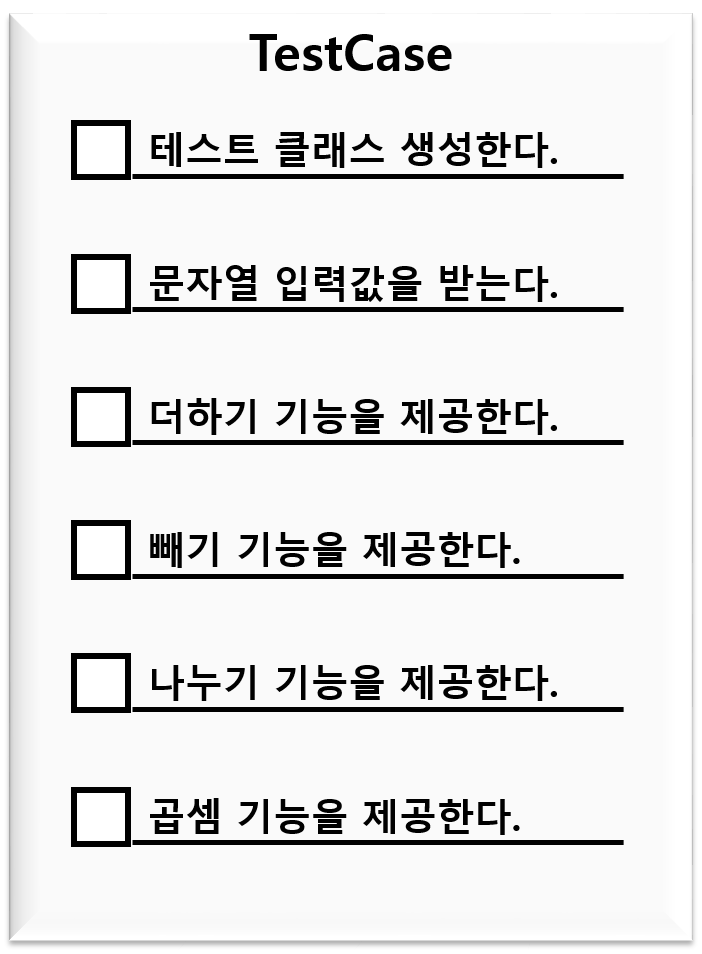 TestCase
테스트 클래스 생성한다.
문자열 입력값을 받는다.
더하기 기능을 제공한다.
빼기 기능을 제공한다.
나누기 기능을 제공한다.
곱셈 기능을 제공한다.